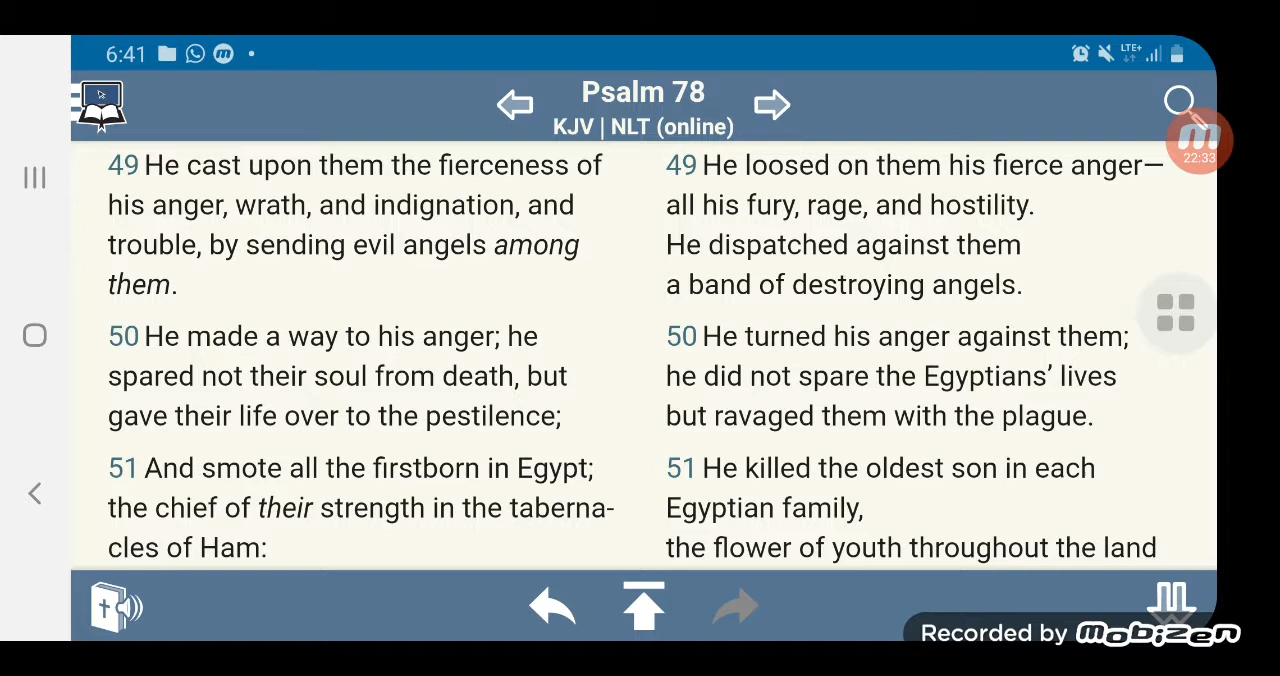 6:41
LTE+
Psalm 78
KJV | NLT (online)
22:33
49 He cast upon them the fierceness of
his anger, wrath, and indignation, and
trouble, by sending evil angels among
them.
50 He made a way to his anger; he
spared not their soul from death, but
gave their life over to the pestilence;
51 And smote all the firstborn in Egypt;
the chief of their strength in the taberna-
cles of Ham:
49 He loosed on them his fierce anger—
all his fury, rage, and hostility.
He dispatched against them
a band of destroying angels.
50 He turned his anger against them;
he did not spare the Egyptians’ lives
but ravaged them with the plague.
51 He killed the oldest son in each
Egyptian family,
the flower of youth throughout the land
Recorded by Mobizen